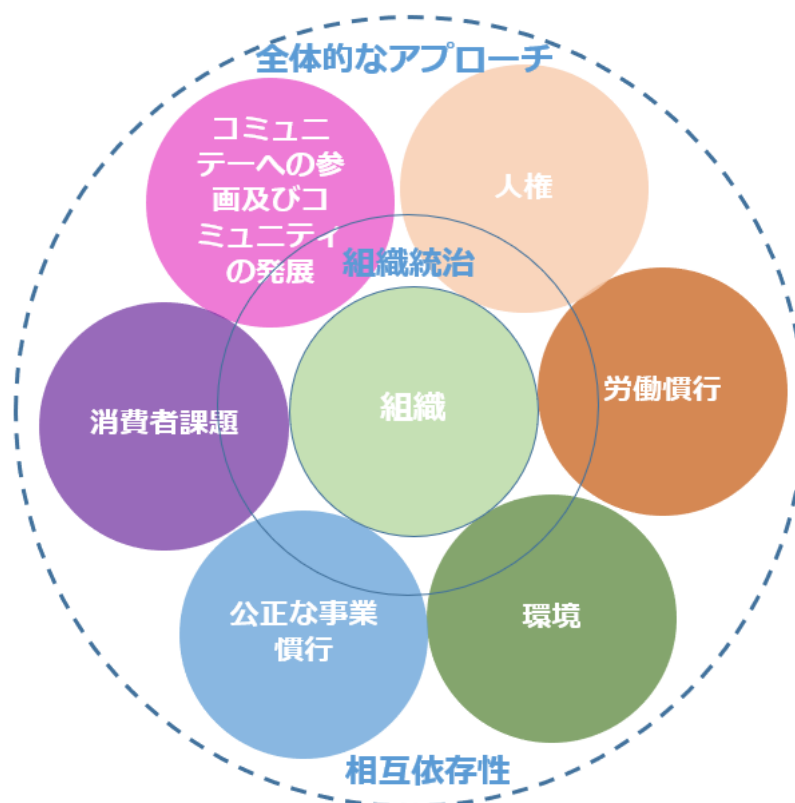 全体的なアプローチ
コミュニ
テーへの参
画及びコ
ミュニティ
の発展
人権
組織統治
労働慣行
組織
消費者課題
公正な事業
慣行
環境
相互依存性